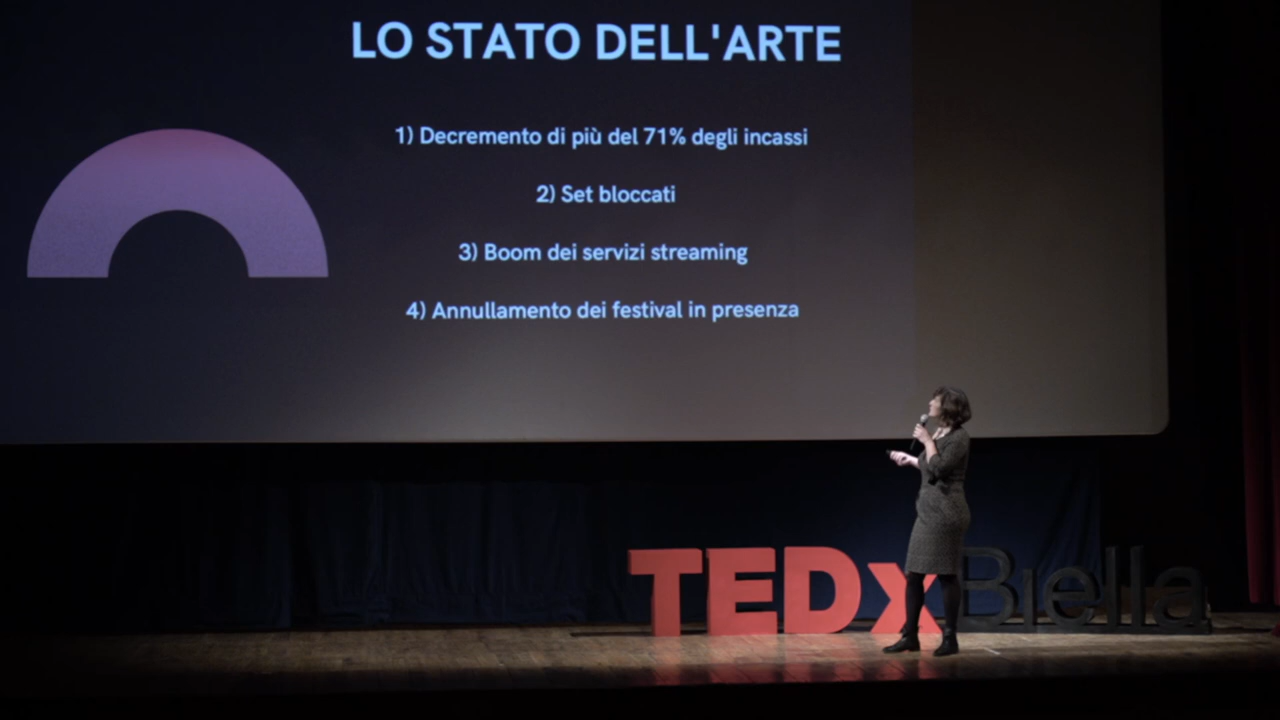 LO STATO DELL'ARTE
1) Decremento di più del 71% degli incassi
2) Set bloccati
3) Boom dei servizi streaming
4) Annullamento dei festival in presenza
TEDxBiella